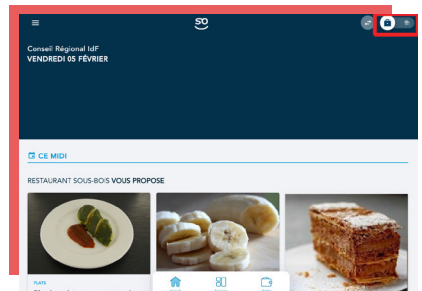 so
Conseil Régional IdF
VENDREDI 05 FÉVRIER
CE MIDI
RESTAURANT SOUS-BOIS VOUS PROPOSE
PLATS